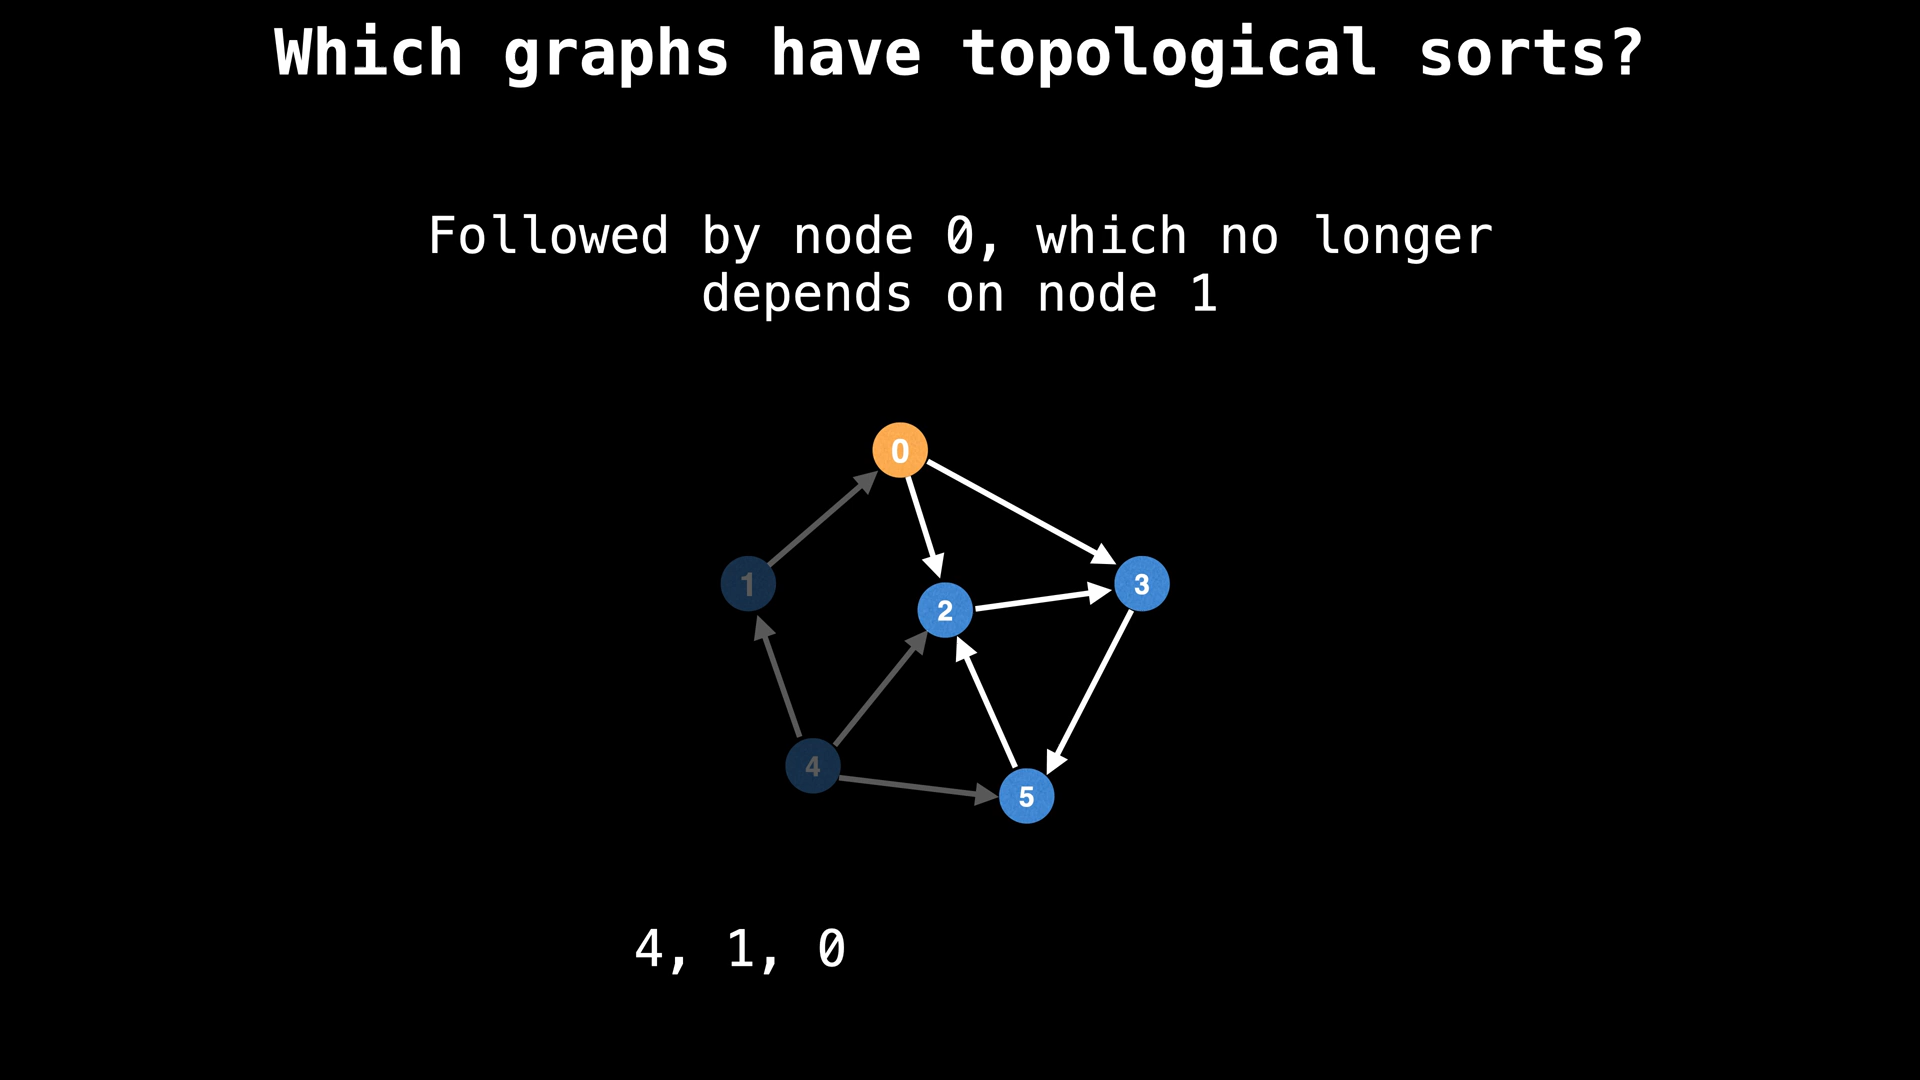 Which graphs have topological sorts?
Followed by node 0, which no longer
depends on node 1
0
1
3
2
4
5
4, 1, 0